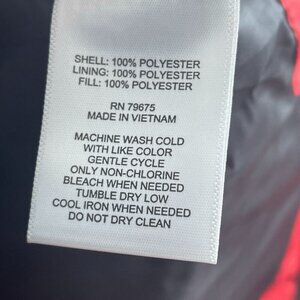 SHELL: 100% POLYESTER
LINING: 100% POLYESTER
FILL: 100% POLYESTER
RN 79675
MADE IN VIETNAM
MACHINE WASH COLD
WITH LIKE COLOR
GENTLE CYCLE
ONLY NON-CHLORINE
BLEACH WHEN NEEDED
TUMBLE DRY LOW
COOL IRON WHEN NEEDED
DO NOT DRY CLEAN